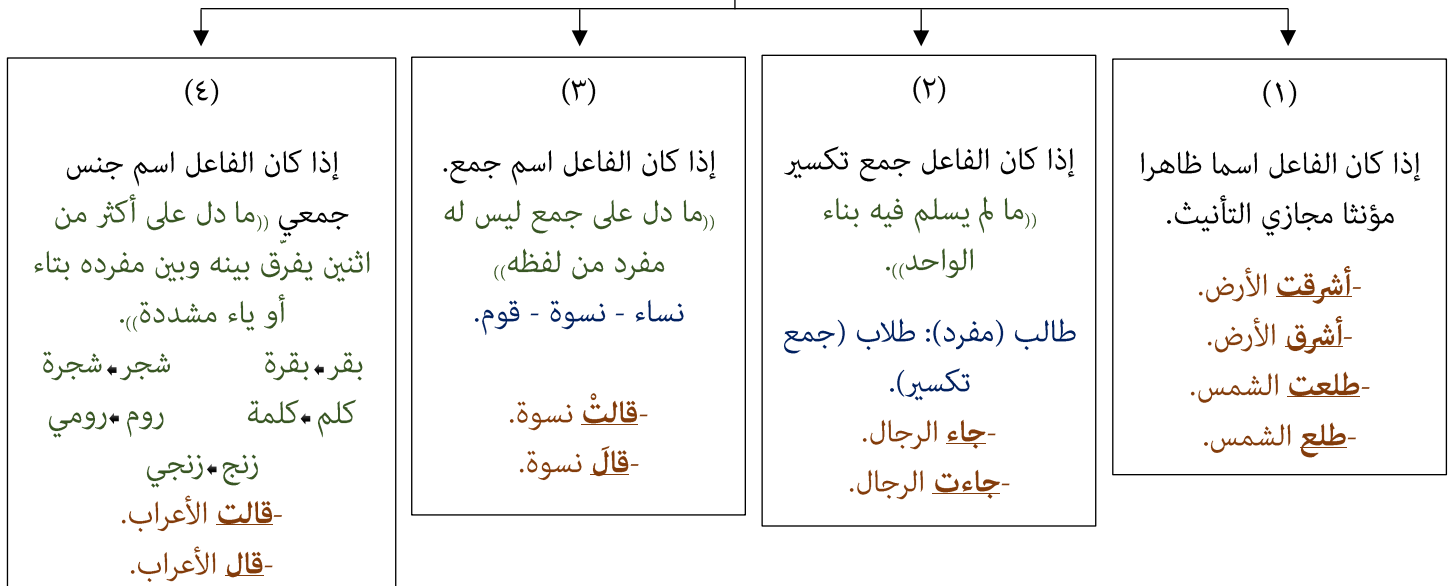 (١)
إذا كان الفاعل اسما ظاهرا
مؤنثا مجازي التأنيث.
-أشرقت الأرض.
-أشرق الأرض.
-طلعت الشمس.
-طلع الشمس.
(٢)
إذا كان الفاعل جمع تكسير
((ما لم يسلم فيه بناء
الواحد)).
طالب (مفرد): طلاب (جمع
تكسير).
-جاء الرجال.
-جاءت الرجال.
(٣)
إذا كان الفاعل اسم جمع.
((ما دل على جمع ليس له
مفرد من لفظه))
نساء - نسوة - قوم.
-قالتْ نسوة.
-قالَ نسوة.
(٤)
إذا كان الفاعل اسم جنس
جمعي ((ما دل على أكثر من
اثنين يفرّق بينه وبين مفرده بتاء
أو ياء مشددة)).
بقر⬅بقرة شجر⬅شجرة
كلم⬅كلمة روم⬅رومي
زنج⬅زنجي
-قالت الأعراب.
-قال الأعراب.